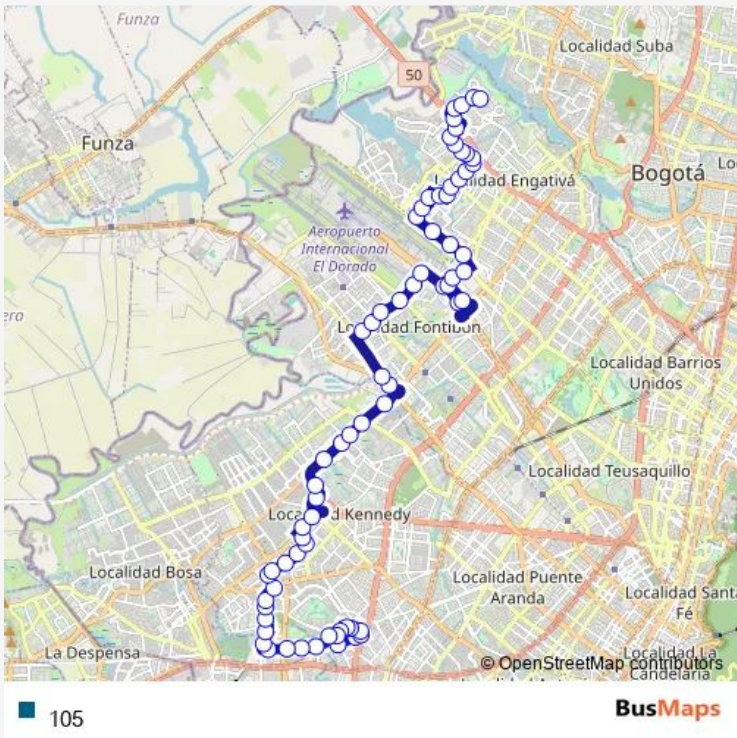 Funza
50
Localidad Suba
Funza
Bogotá
Lo
Localidad Engativá
Aeropuerto
Internacional
El Dorado
era
Localidad Fontibón
Localidad Barrios
Unidos
Localidad Teusaquillo
Localidad Kennedy
Localidad Bosa
Localidad Puente
Aranda
Localidad Santa
Fé
La Despensa
Localidad La
Candelaria
© OpenStreetMap contributors
105
BusMaps